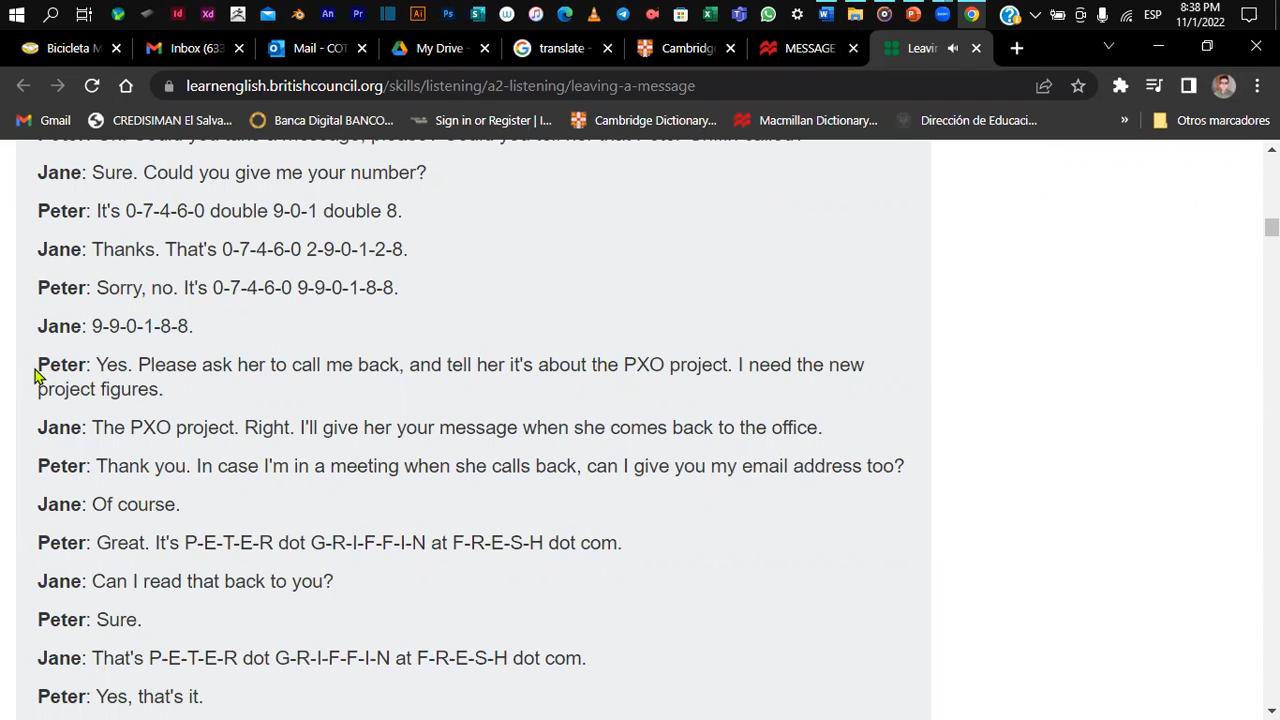 8:38 PM
ESP
11/1/2022
Bicicleta M
Inbox (633
Mail - COT
My Drive -
translate -
Cambridg
MESSAGE
Leavin
learnenglish.britishcouncil.org/skills/listening/a2-listening/leaving-a-message
Gmail
CREDISIMAN El Salva...
Banca Digital BANCO...
Sign in or Register | I...
Cambridge Dictionary...
Macmillan Dictionary...
Dirección de Educaci...
»
Otros marcadores
Jane: Sure. Could you give me your number?
Peter: It's 0-7-4-6-0 double 9-0-1 double 8.
Jane: Thanks. That's 0-7-4-6-0 2-9-0-1-2-8.
Peter: Sorry, no. It's 0-7-4-6-0 9-9-0-1-8-8.
Jane: 9-9-0-1-8-8.
Peter: Yes. Please ask her to call me back, and tell her it's about the PXO project. I need the new
project figures.
Jane: The PXO project. Right. I'll give her your message when she comes back to the office.
Peter: Thank you. In case I'm in a meeting when she calls back, can I give you my email address too?
Jane: Of course.
Peter: Great. It's P-E-T-E-R dot G-R-I-F-F-I-N at F-R-E-S-H dot com.
Jane: Can I read that back to you?
Peter: Sure.
Jane: That's P-E-T-E-R dot G-R-I-F-F-I-N at F-R-E-S-H dot com.
Peter: Yes, that's it.